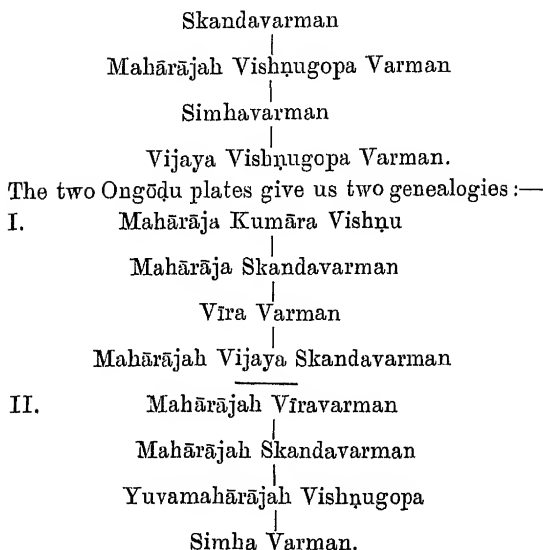 Skandavarman
Mahārājah Vishṇugopa Varman
Simhavarman
Vijaya Vishṇugopa Varman.
The two Ongōḍu plates give us two genealogies:—
I. Mahārāja Kumāra Vishṇu
Mahārāja Skandavarman
Vīra Varman
Mahārājah Vijaya Skandavarman
II. Mahārājah Vīravarman
Mahārājah Skandavarman
Yuvamahārājah Vishṇugopa
Simha Varman.